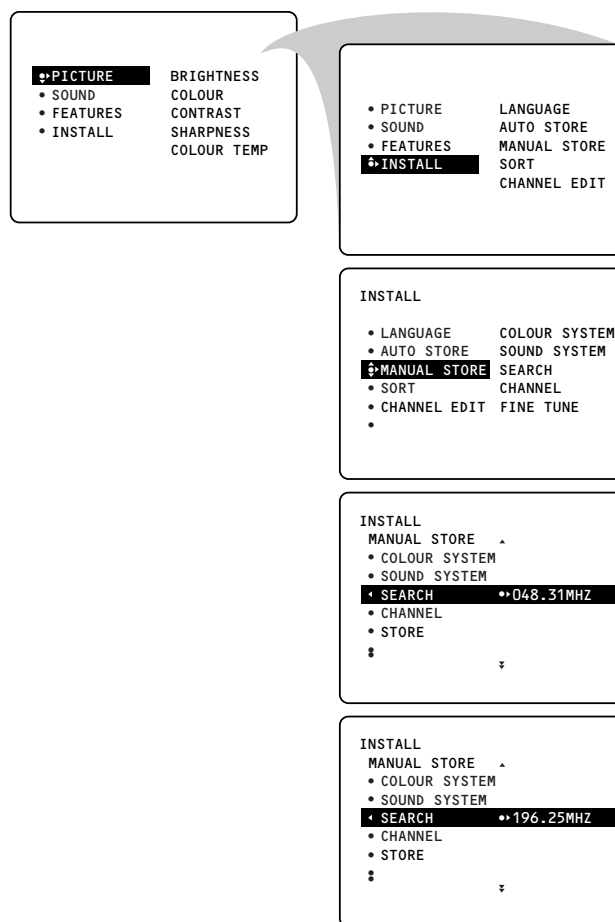 PICTURE BRIGHTNESS
• SOUND COLOUR
• FEATURES CONTRAST
• INSTALL SHARPNESS
COLOUR TEMP
• PICTURE LANGUAGE
• SOUND AUTO STORE
• FEATURES MANUAL STORE
INSTALL SORT
CHANNEL EDIT
INSTALL
• LANGUAGE COLOUR SYSTEM
• AUTO STORE SOUND SYSTEM
MANUAL STORE SEARCH
• SORT CHANNEL
• CHANNEL EDIT FINE TUNE
•
INSTALL
MANUAL STORE
• COLOUR SYSTEM
• SOUND SYSTEM
SEARCH 048.31MHZ
• CHANNEL
• STORE
INSTALL
MANUAL STORE
• COLOUR SYSTEM
• SOUND SYSTEM
SEARCH 196.25MHZ
• CHANNEL
• STORE